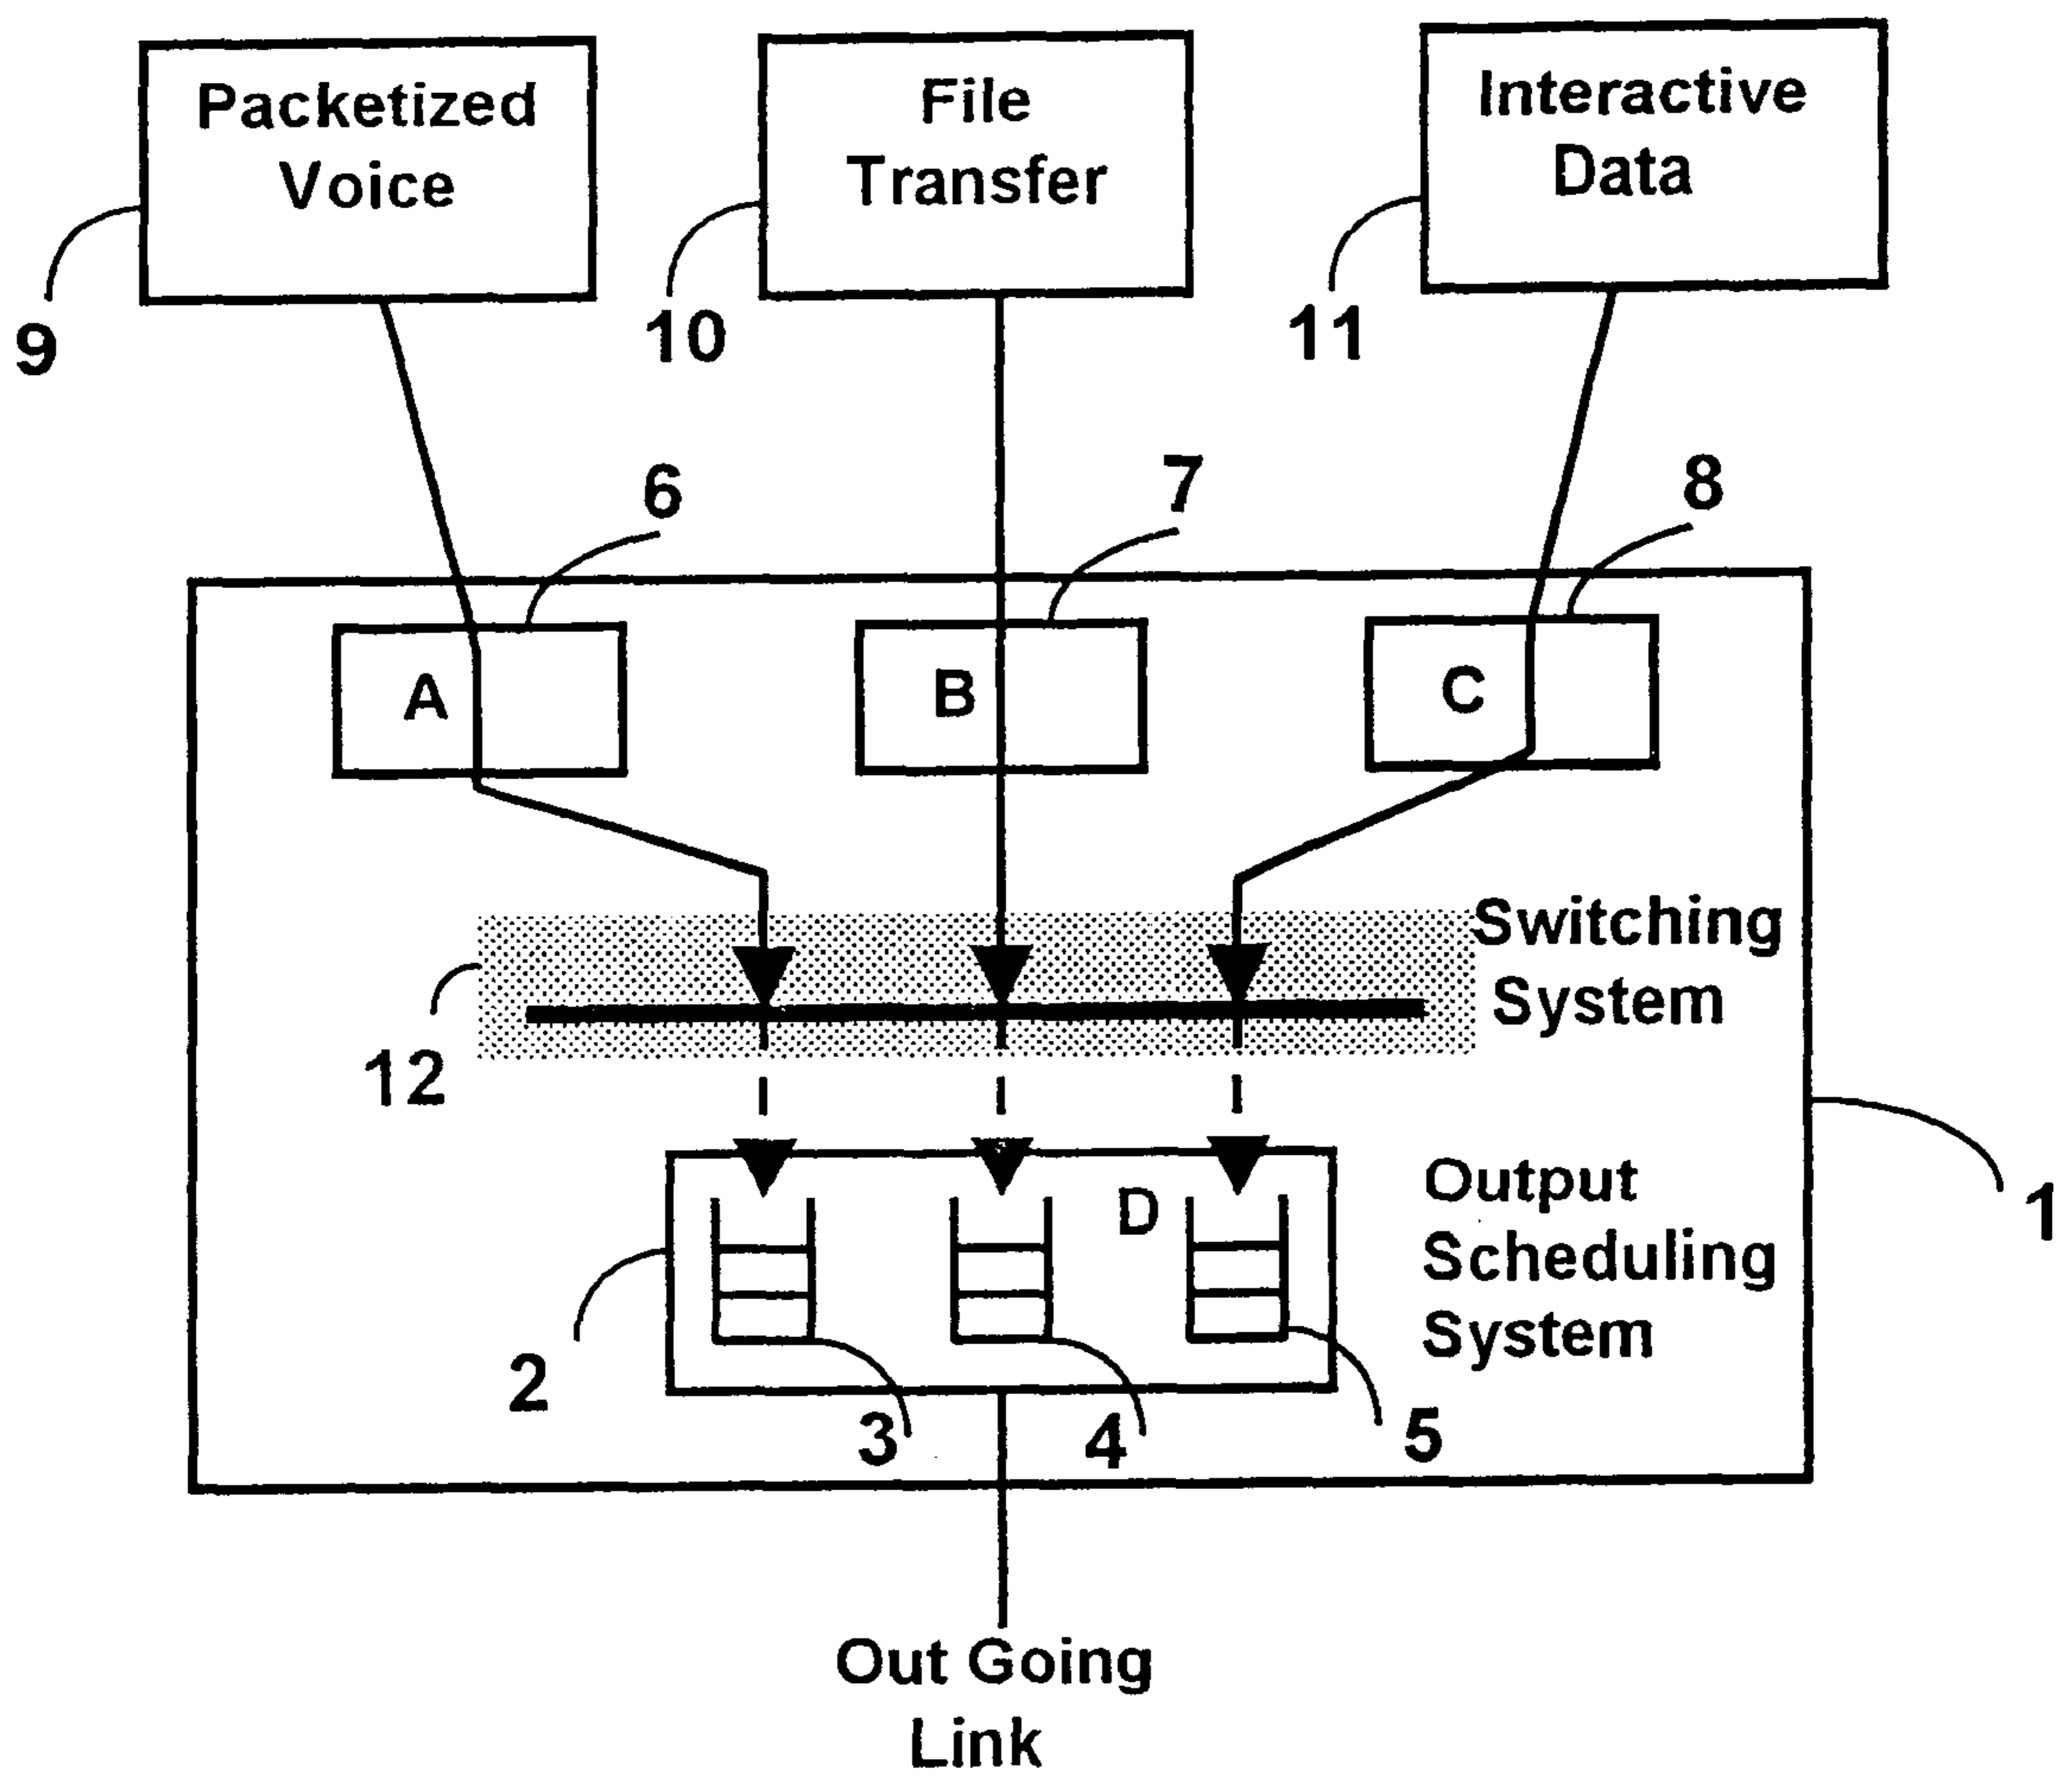 Packetized
Voice
File
Transfer
Interactive
Data
9
10
11
6
7
8
A
B
C
Switching
System
12
D
Output
Scheduling
System
1
2
3
4
5
Out Going
Link